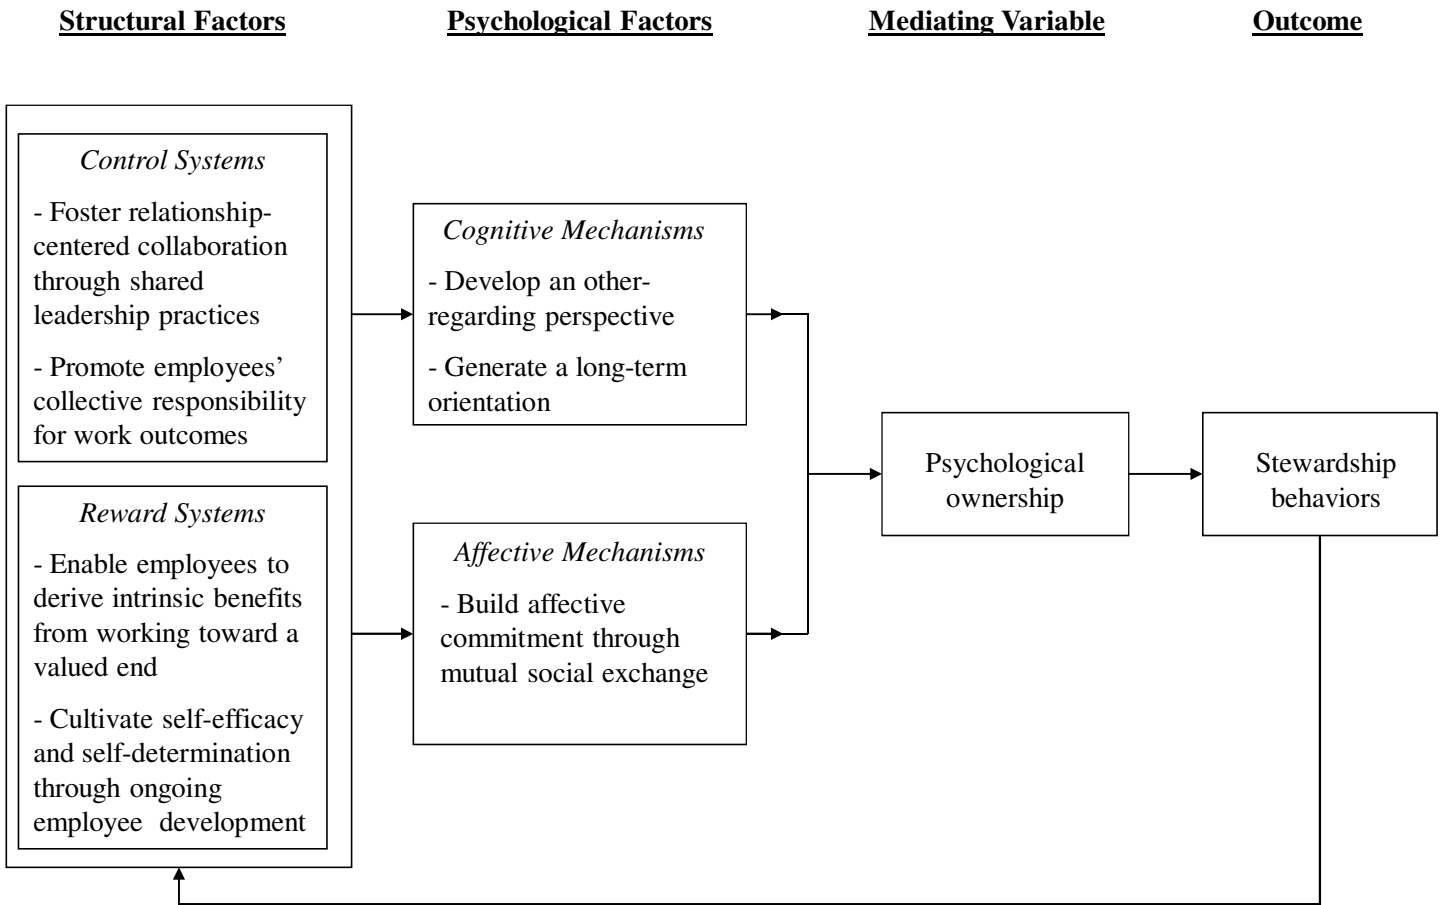 Structural Factors
Psychological Factors
Mediating Variable
Outcome
Control Systems
- Foster relationship-
centered collaboration
through shared
leadership practices
- Promote employees’
collective responsibility
for work outcomes
Reward Systems
- Enable employees to
derive intrinsic benefits
from working toward a
valued end
- Cultivate self-efficacy
and self-determination
through ongoing
employee development
Cognitive Mechanisms
- Develop an other-
regarding perspective
- Generate a long-term
orientation
Affective Mechanisms
- Build affective
commitment through
mutual social exchange
Psychological
ownership
Stewardship
behaviors